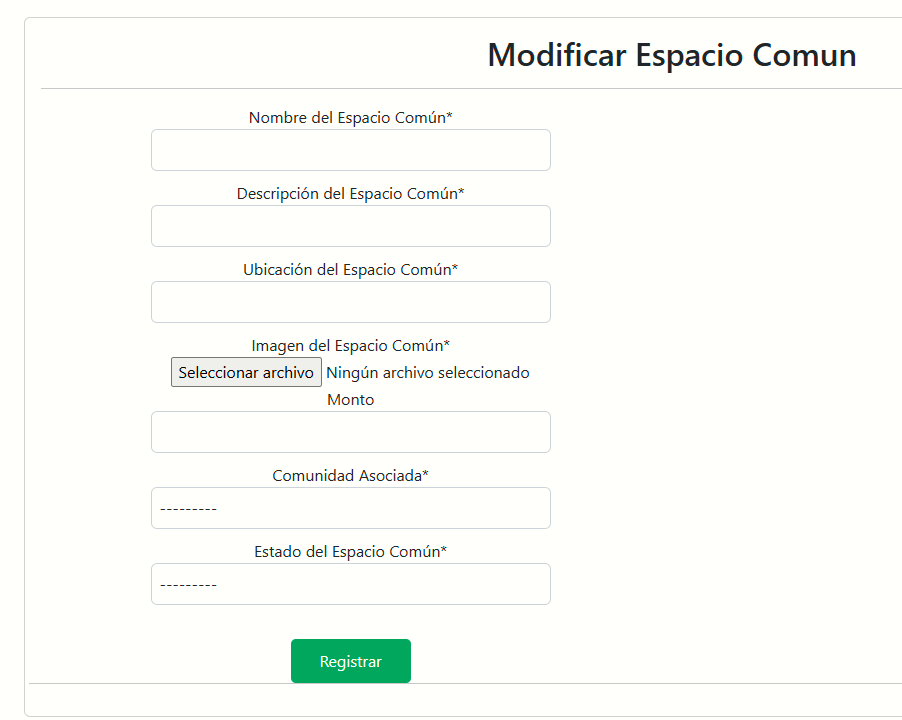 Modificar Espacio Comun
Nombre del Espacio Común*
Descripción del Espacio Común*
Ubicación del Espacio Común*
Imagen del Espacio Común*
Seleccionar archivo Ningún archivo seleccionado
Monto
Comunidad Asociada*
---------
Estado del Espacio Común*
---------
Registrar